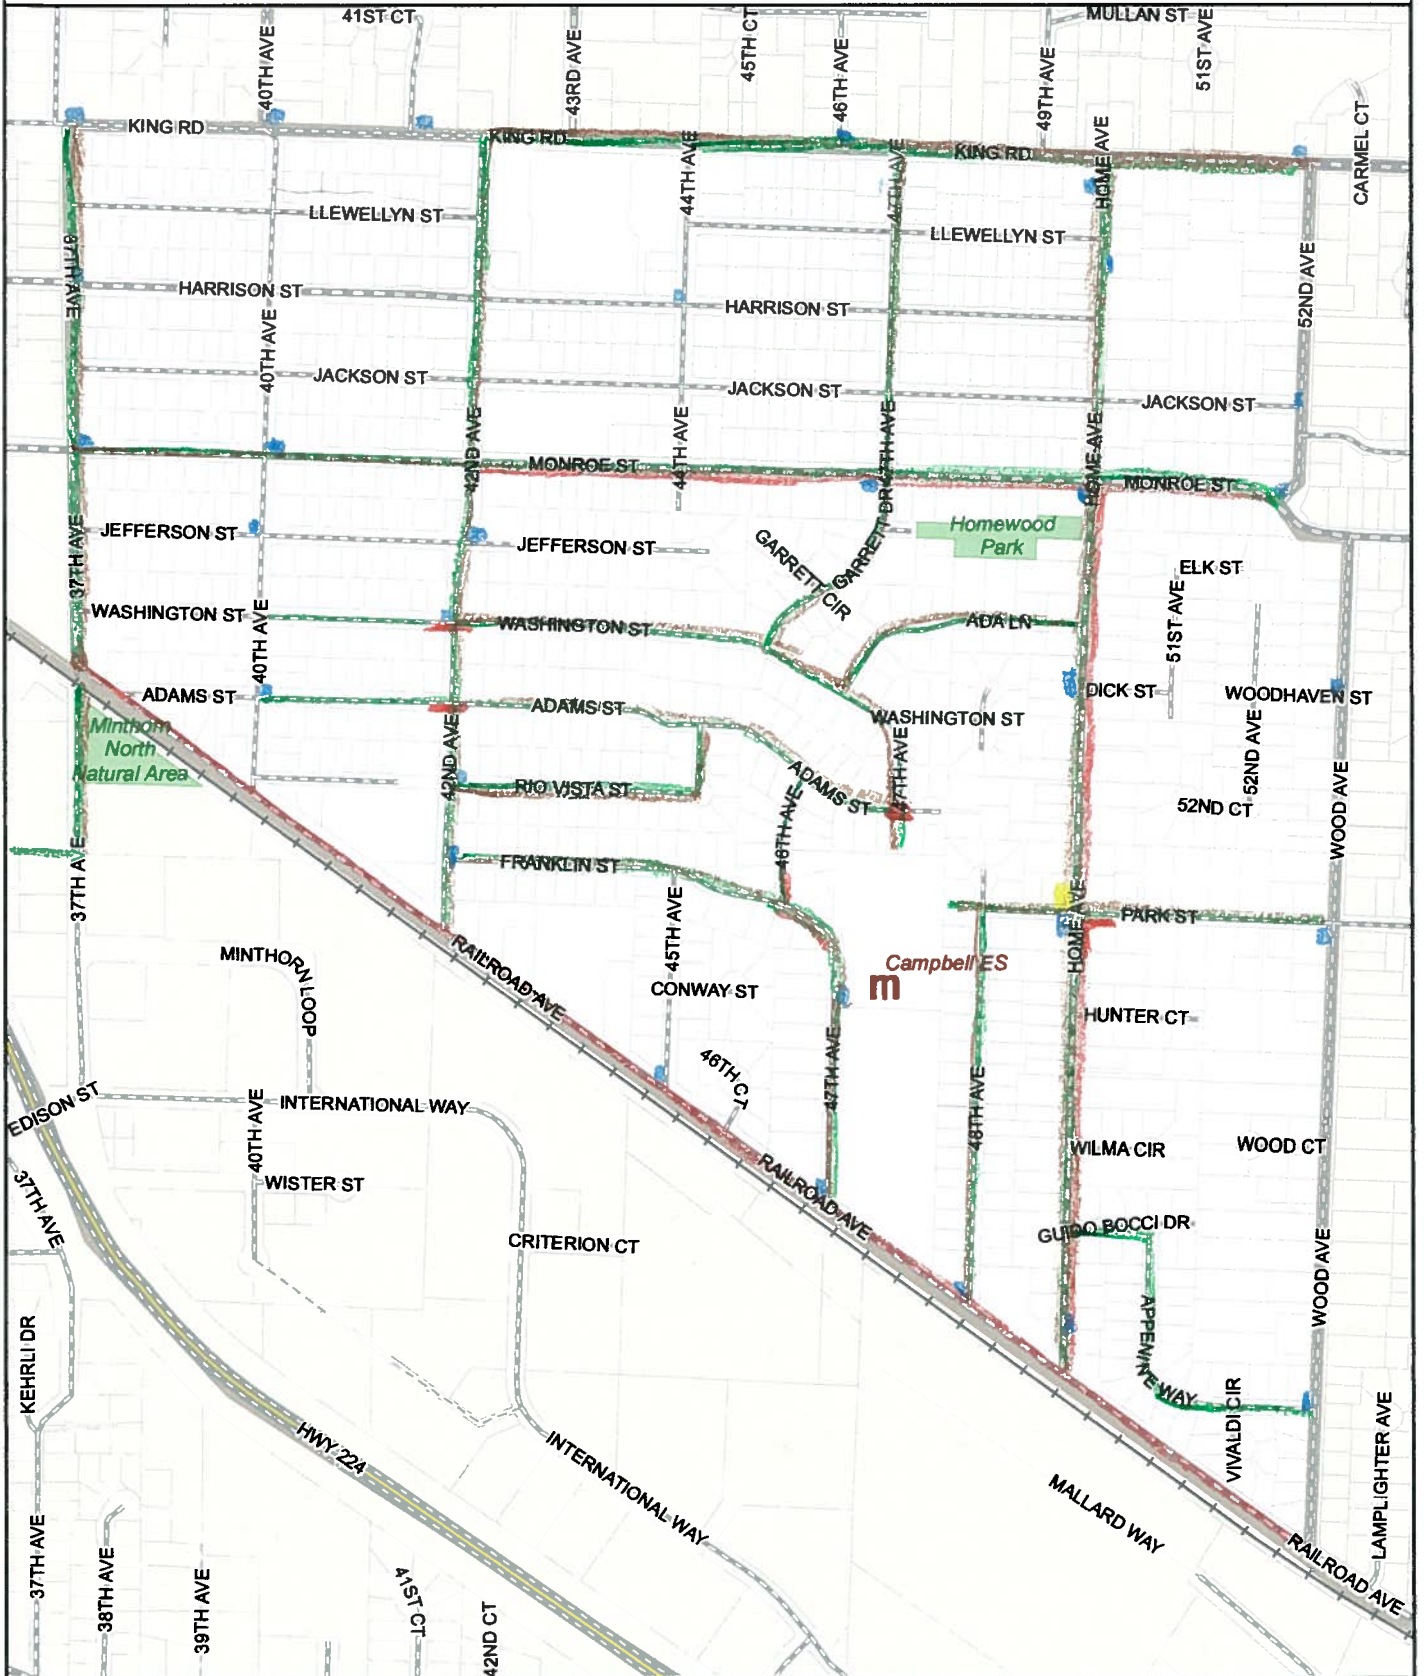 41ST CT
MULLAN ST
40TH AVE
43RD AVE
45TH CT
46TH AVE
49TH AVE
51ST AVE
CARMEL CT
KING RD
KING RD
KING RD
44TH AVE
47TH AVE
HOME AVE
LLEWELLYN ST
LLEWELLYN ST
37TH AVE
52ND AVE
HARRISON ST
HARRISON ST
40TH AVE
JACKSON ST
JACKSON ST
JACKSON ST
42ND AVE
44TH AVE
47TH AVE
HOME AVE
MONROE ST
MONROE ST
GARRETT DR
37TH AVE
JEFFERSON ST
JEFFERSON ST
GARRETT CIR
Homewood
Park
ELK ST
51ST AVE
WASHINGTON ST
40TH AVE
WASHINGTON ST
ADA LN
ADAMS ST
ADAMS ST
DICK ST
WOODHAVEN ST
WASHINGTON ST
Minthorn
North
Natural Area
42ND AVE
47TH AVE
52ND AVE
RIO VISTA ST
ADAMS ST
48TH AVE
52ND CT
WOOD AVE
37TH AVE
FRANKLIN ST
45TH AVE
PARK ST
HOME AVE
MINTHORN LOOP
RAILROAD AVE
Campbell ES
m
CONWAY ST
HUNTER CT
47TH AVE
46TH CT
48TH AVE
EDISON ST
40TH AVE
INTERNATIONAL WAY
WILMA CIR
WOOD CT
37TH AVE
WISTER ST
RAILROAD AVE
GUIDO BOCCI DR
CRITERION CT
WOOD AVE
APPENINE WAY
KEHRLI DR
VIVALDI CIR
LAMPLIGHTER AVE
HWY 224
INTERNATIONAL WAY
MALLARD WAY
RAILROAD AVE
37TH AVE
38TH AVE
39TH AVE
41ST CT
42ND CT